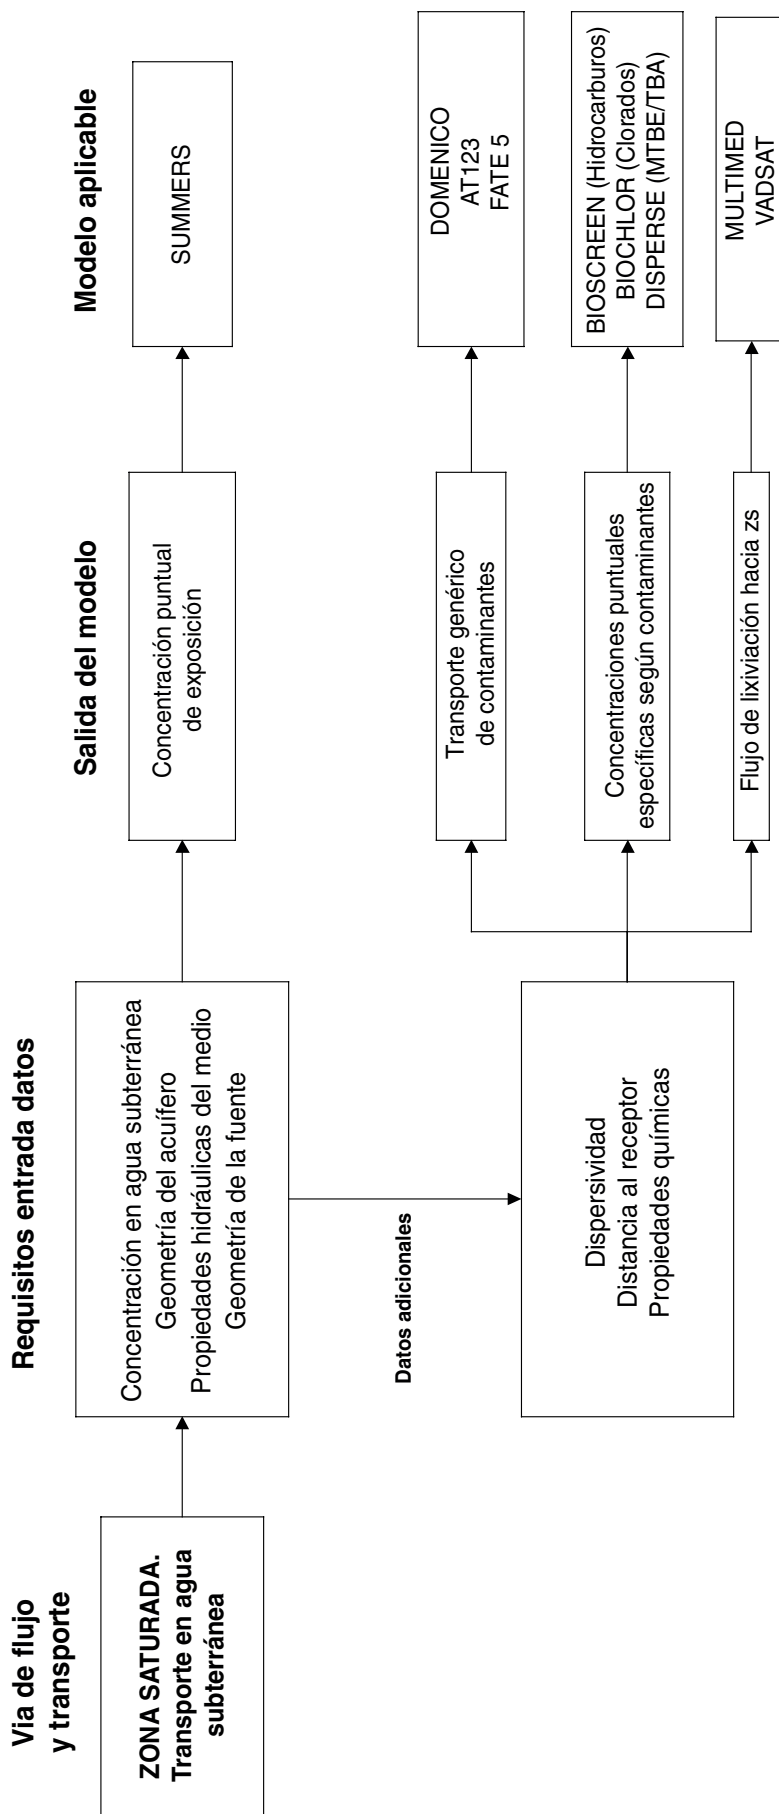 Via de flujo
y transporte
Requisitos entrada datos
Salida del modelo
Modelo aplicable
ZONA SATURADA.
Transporte en agua
subterránea
Concentración en agua subterránea
Geometría del acuífero
Propiedades hidráulicas del medio
Geometría de la fuente
Concentración puntual
de exposición
SUMMERS
Datos adicionales
Dispersividad
Distancia al receptor
Propiedades químicas
Transporte genérico
de contaminantes
DOMENICO
AT123
FATE 5
Concentraciones puntuales
específicas según contaminantes
BIOSCREEN (Hidrocarburos)
BIOCHLOR (Clorados)
DISPERSE (MTBE/TBA)
Flujo de lixiviación hacia zs
MULTIMED
VADSAT